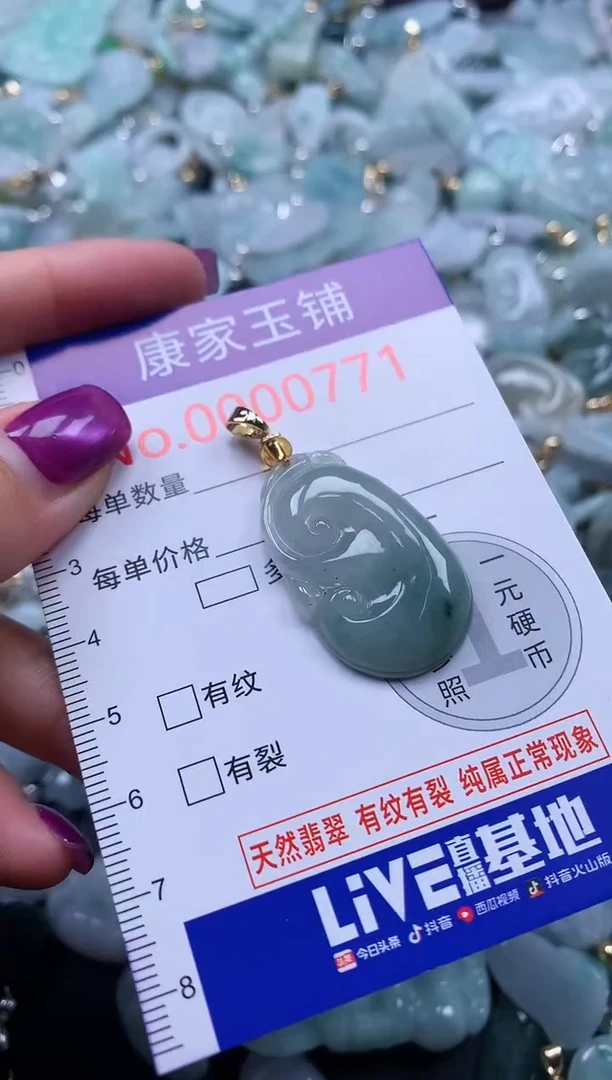 0
康家玉铺
No.0000771
每单数量
3
每单价格
4
一元硬币
照
1
5
有纹
6
有裂
天然翡翠 有纹有裂 纯属正常现象
7
LiVE直播基地
今日头条 抖音 西瓜视频 抖音火山版
8